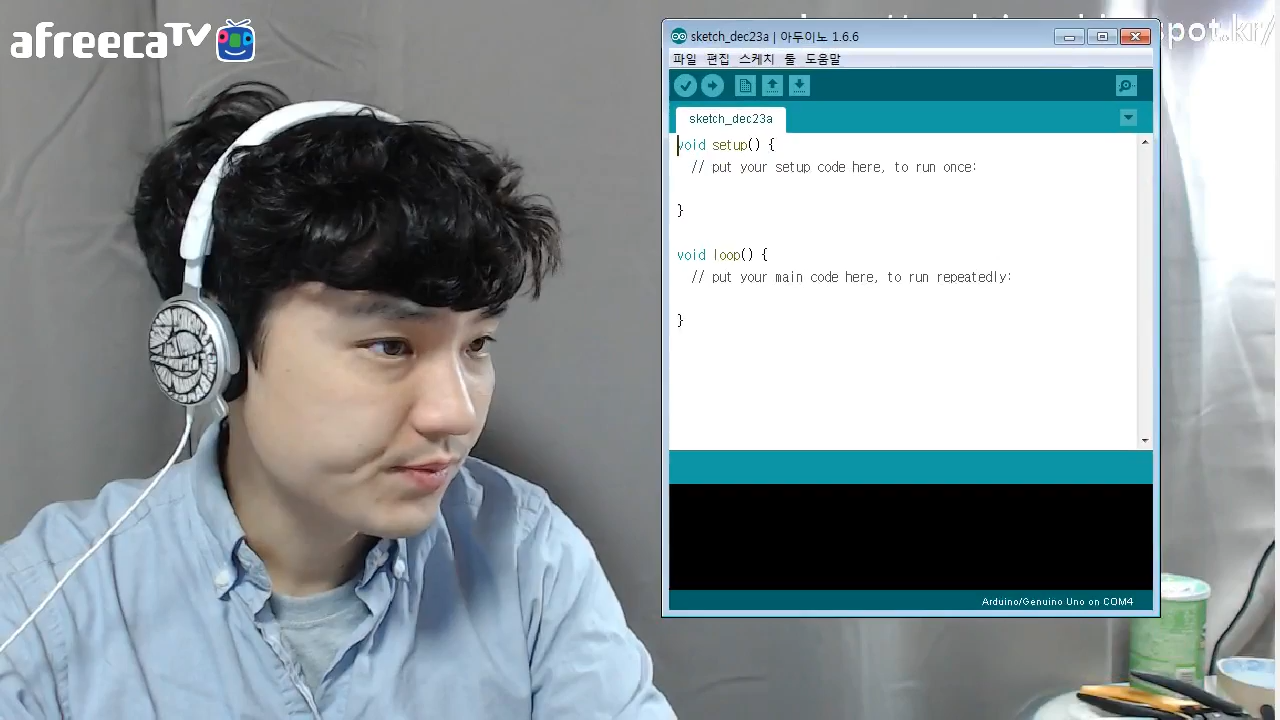 afreecaTV
spot.kr/
sketch_dec23a | 아두이노 1.6.6
파일 편집 스케치 툴 도움말
sketch_dec23a
void setup() {
// put your setup code here, to run once:
}
void loop() {
// put your main code here, to run repeatedly:
}
Arduino/Genuino Uno on COM4